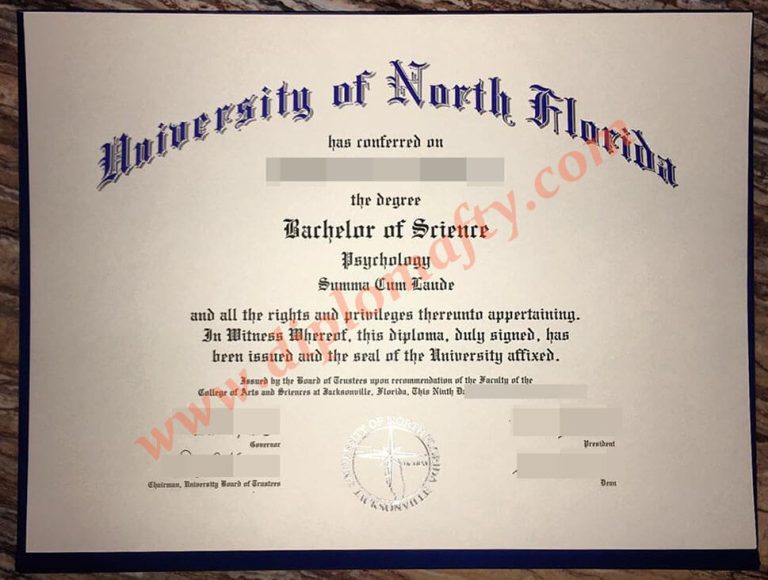 University of North Florida
has conferred on
the degree
Bachelor of Science
Psychology
Summa Cum Laude
and all the rights and privileges thereunto appertaining.
In Witness Whereof, this diploma, duly signed, has
been issued and the seal of the University affixed.
Issued by the Board of Trustees upon recommendation of the Faculty of the
College of Arts and Sciences at Jacksonville, Florida, This Ninth
Governor
President
Chairman, University Board of Trustees
Dean
UNIVERSITY OF NORTH FLORIDA
JACKSONVILLE
www.diplomafty.com